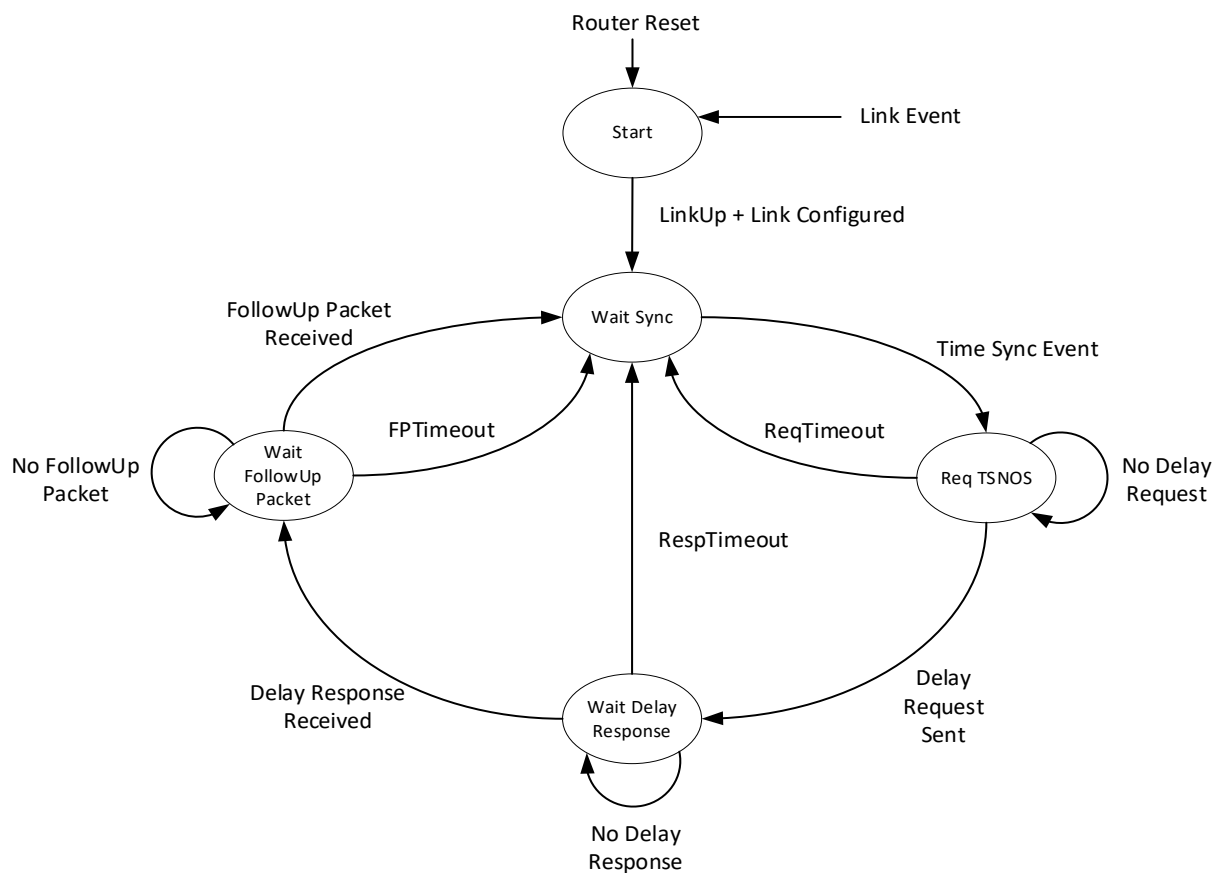 Router Reset
Start
Link Event
LinkUp + Link Configured
FollowUp Packet
Received
Wait Sync
Time Sync Event
FPTimeout
ReqTimeout
No FollowUp
Packet
Wait
FollowUp
Packet
Req TSNOS
No Delay
Request
RespTimeout
Delay Response
Received
Wait Delay
Response
Delay
Request
Sent
No Delay
Response